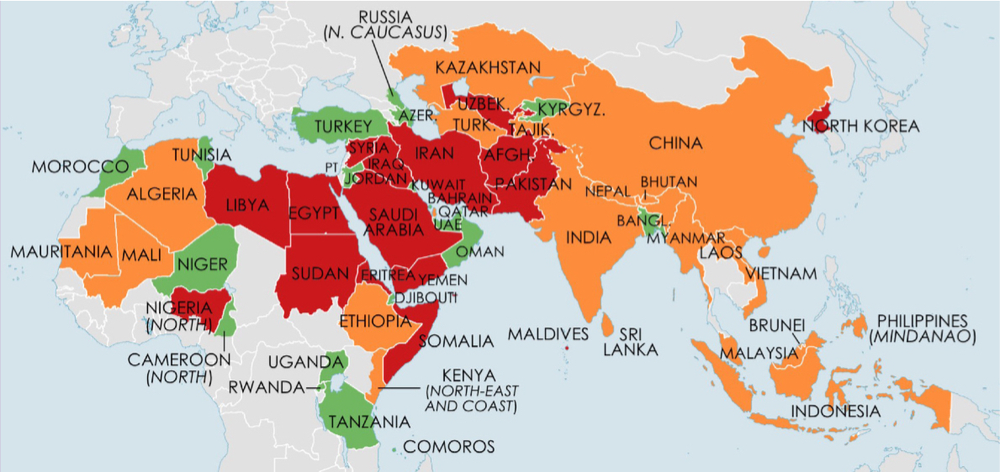 RUSSIA
(N. CAUCASUS)
KAZAKHSTAN
UZBEK.
KYRGYZ.
AZER.
TURKEY
TURK.
TAJIK.
NORTH KOREA
CHINA
MOROCCO
TUNISIA
PT
SYRIA
IRAQ
IRAN
AFGH.
JORDAN
KUWAIT
PAKISTAN
BAHRAIN
NEPAL
BHUTAN
ALGERIA
LIBYA
EGYPT
SAUDI
ARABIA
QATAR
UAE
BANGL.
INDIA
MYANMAR
MAURITANIA
MALI
NIGER
OMAN
LAOS
SUDAN
ERITREA
YEMEN
VIETNAM
DJIBOUTI
NIGERIA
(NORTH)
ETHIOPIA
SOMALIA
MALDIVES
SRI
LANKA
BRUNEI
PHILIPPINES
(MINDANAO)
MALAYSIA
CAMEROON
(NORTH)
UGANDA
RWANDA
KENYA
(NORTH-EAST
AND COAST)
TANZANIA
INDONESIA
COMOROS